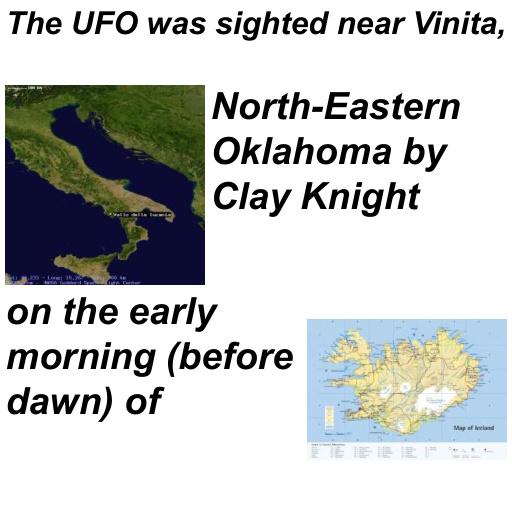 The UFO was sighted near Vinita,
North-Eastern
Oklahoma by
Clay Knight
Vallo della Lucania
on the early
morning (before
dawn) of
Map of Iceland